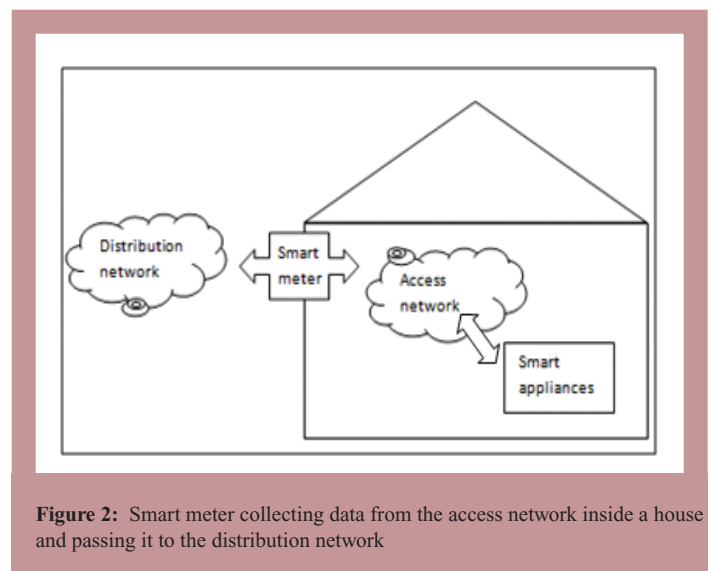 Distribution
network
Smart
meter
Access
network
Smart
appliances
Figure 2: Smart meter collecting data from the access network inside a house
and passing it to the distribution network